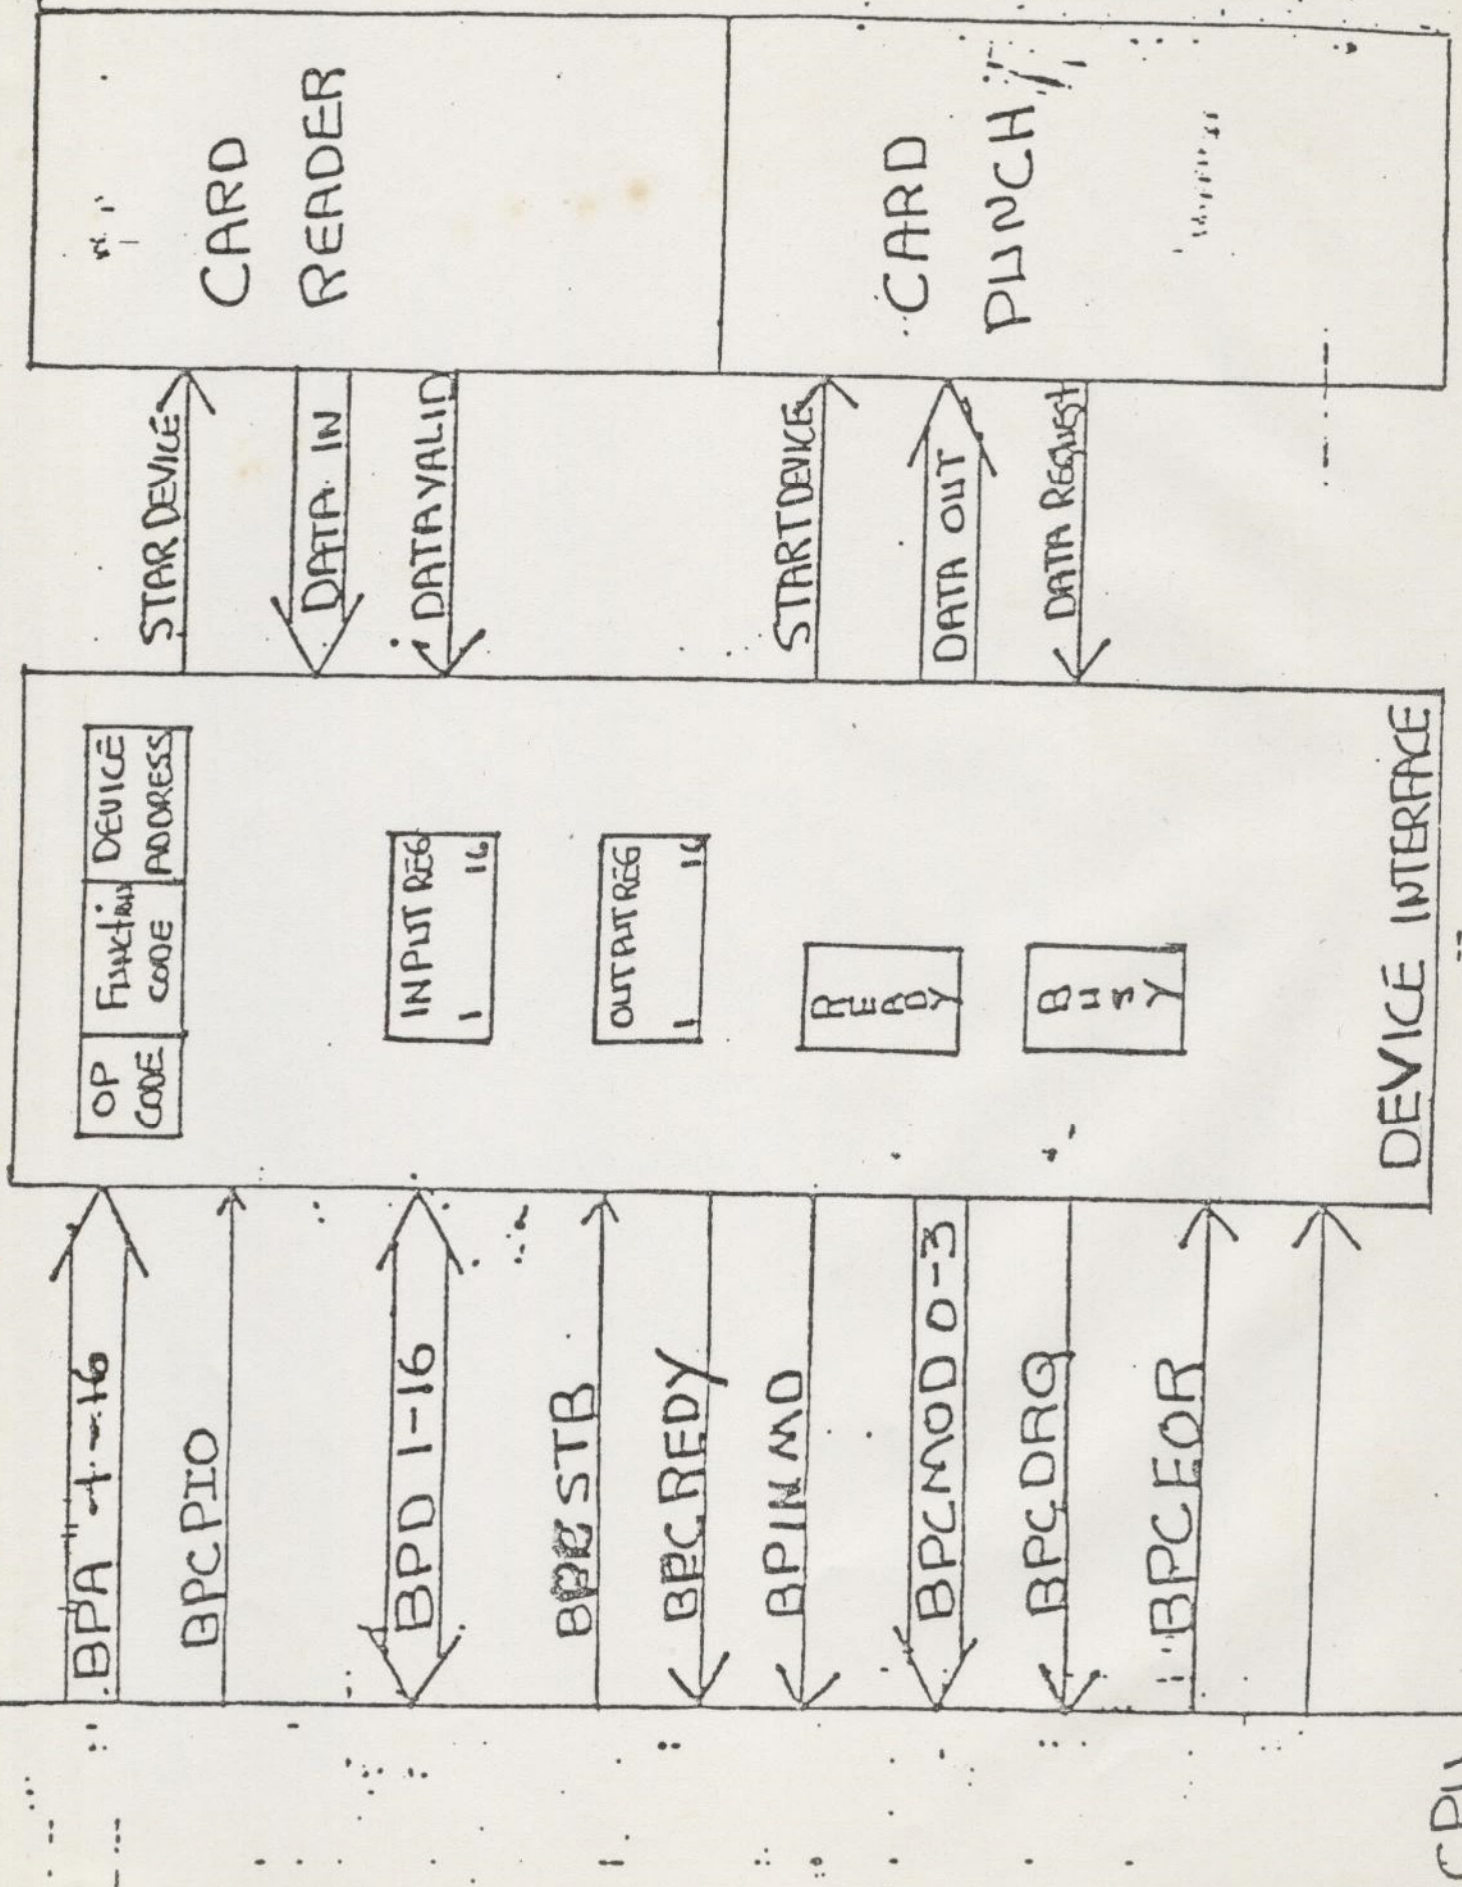 BPA 1-16
BPCPIO
BPD 1-16
STB
BPCREDY
BPINMD
BPCMOD 0-3
BPCDRQ
BPCEOR
CPU
OP
CODE
Function
CODE
DEVICE
ADDRESS
INPUT REG
1 16
OUTPUT REG
1 16
READY
BUSY
DEVICE INTERFACE
STAR DEVICE
DATA IN
DATA VALID
START DEVICE
DATA OUT
DATA REQUEST
CARD
READER
CARD
PUNCH